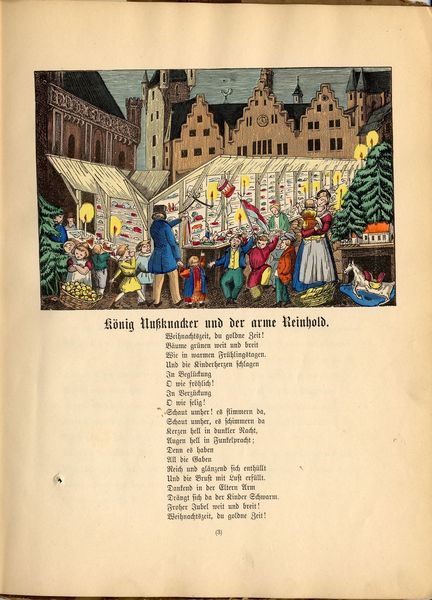 König Nußknacker und der arme Reinhold.
Weihnachtszeit, du goldne Zeit!
Bäume grünen weit und breit
Wie in warmen Frühlingstagen.
Und die Kinderherzen schlagen
In Beglückung
O wie fröhlich!
In Verzückung
O wie selig!
Schaut umher! es flimmern da,
Schaut umher, es schimmern da
Kerzen hell in dunkler Nacht,
Augen hell in Funkelpracht;
Denn es haben
All die Gaben
Reich und glänzend sich enthüllt
Und die Brust mit Lust erfüllt.
Dankend in der Eltern Arm
Drängt sich da der Kinder Schwarm.
Froher Jubel weit und breit!
Weihnachtszeit, du goldne Zeit!
(3)